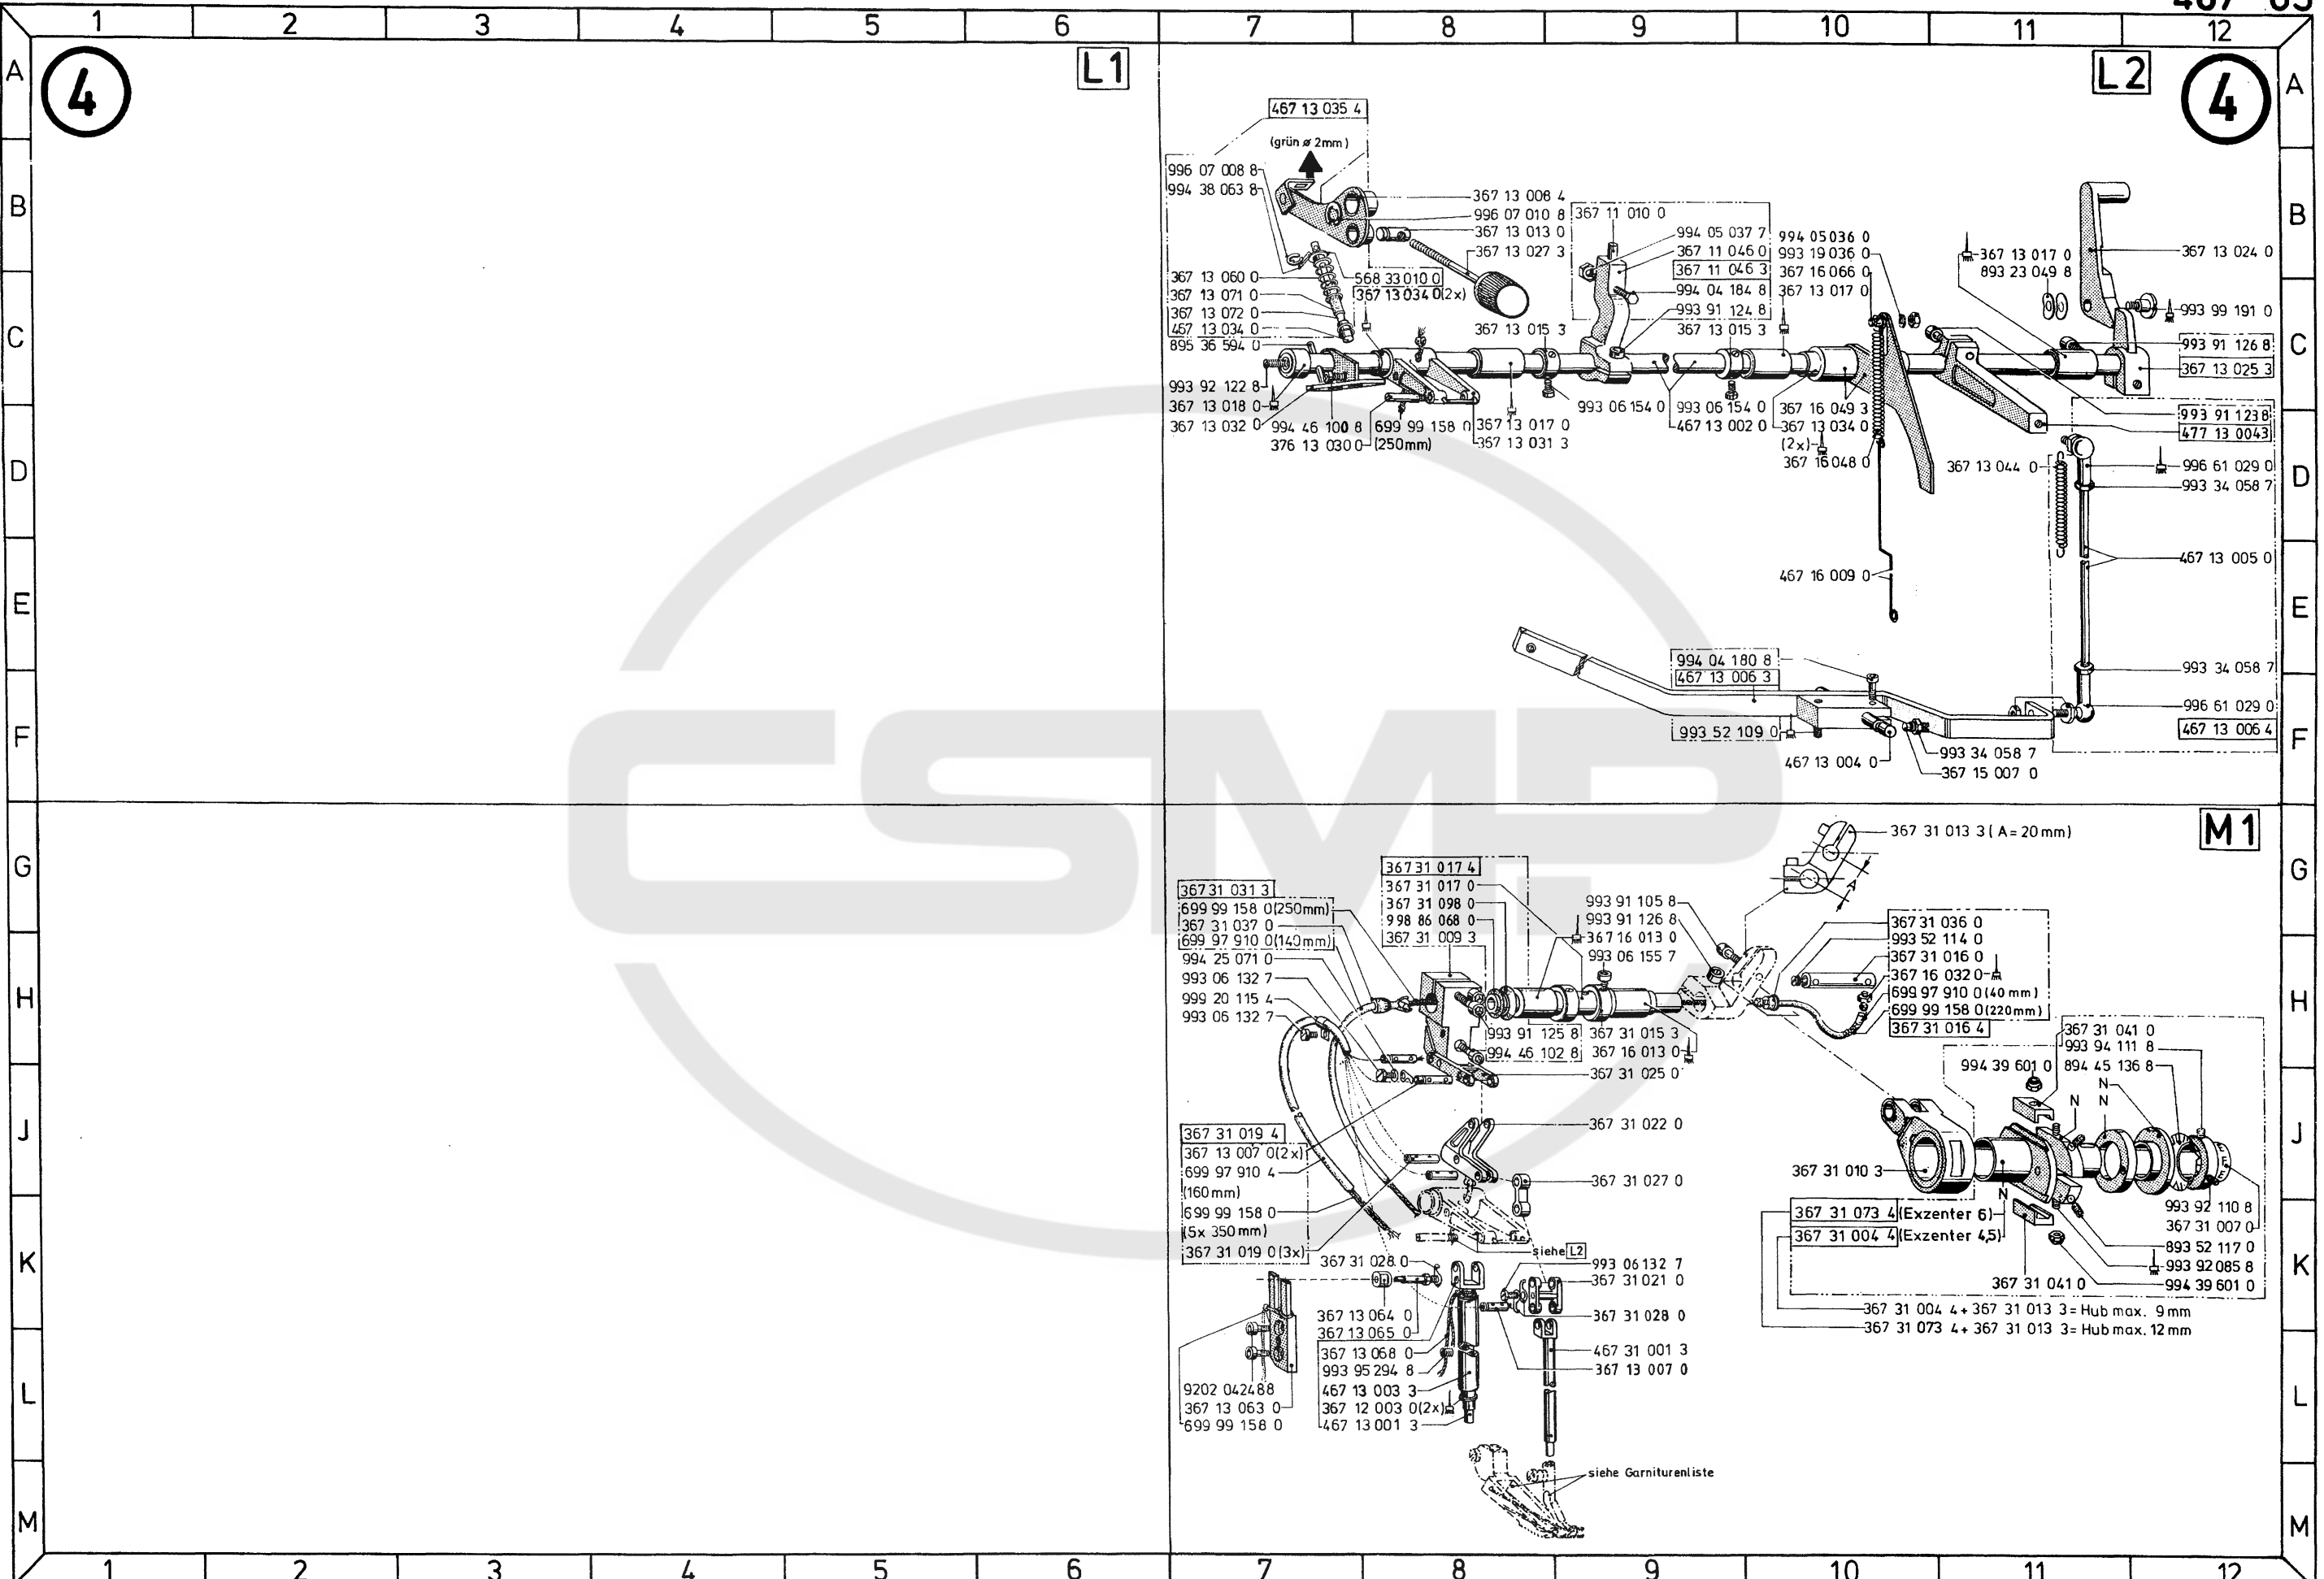 1 2 3 4 5 6 7 8 9 10 11 12
A
B
C
D
E
F
G
H
J
K
L
M
4
L1
L2
4
467 13 035 4
(grün ø 2mm)
996 07 008 8
994 38 063 8
367 13 008 4
996 07 010 8
367 13 013 0
367 13 027 3
367 13 060 0
367 13 071 0
367 13 072 0
467 13 034 0
895 36 594 0
568 33 010 0
367 13 034 0(2x)
993 92 122 8
367 13 018 0
367 13 032 0
994 46 100 8
376 13 030 0
699 99 158 0
(250mm)
367 13 015 3
367 13 017 0
367 13 031 3
367 11 010 0
994 05 037 7
367 11 046 0
367 11 046 3
994 04 184 8
993 91 124 8
367 13 015 3
994 05 036 0
993 19 036 0
367 16 066 0
367 13 017 0
993 06 154 0
993 06 154 0
467 13 002 0
367 16 049 3
367 13 034 0
(2x)
367 16 048 0
367 13 017 0
893 23 049 8
367 13 024 0
993 99 191 0
993 91 126 8
367 13 025 3
993 91 123 8
477 13 004 3
367 13 044 0
996 61 029 0
993 34 058 7
467 16 009 0
467 13 005 0
994 04 180 8
467 13 006 3
993 52 109 0
467 13 004 0
993 34 058 7
367 15 007 0
993 34 058 7
996 61 029 0
467 13 006 4
M1
367 31 013 3 ( A = 20 mm)
A
367 31 017 4
367 31 017 0
367 31 098 0
998 86 068 0
367 31 009 3
367 31 031 3
699 99 158 0(250mm)
367 31 037 0
699 97 910 0(140mm)
994 25 071 0
993 06 132 7
999 20 115 4
993 06 132 7
993 91 105 8
993 91 126 8
367 16 013 0
993 06 155 7
993 91 125 8
994 46 102 8
367 31 015 3
367 16 013 0
367 31 025 0
367 31 036 0
993 52 114 0
367 31 016 0
367 16 032 0
699 97 910 0 (40 mm)
699 99 158 0(220mm)
367 31 016 4
367 31 041 0
993 94 111 8
994 39 601 0
894 45 136 8
N
N
N
367 31 022 0
367 31 019 4
367 13 007 0(2x)
699 97 910 4
(160 mm)
699 99 158 0
(5x 350 mm)
367 31 019 0 (3x)
367 31 027 0
siehe L2
367 31 010 3
N
367 31 073 4 (Exzenter 6)
367 31 004 4 (Exzenter 4,5)
993 92 110 8
367 31 007 0
893 52 117 0
993 92 085 8
994 39 601 0
367 31 041 0
367 31 004 4 + 367 31 013 3 = Hub max. 9 mm
367 31 073 4 + 367 31 013 3 = Hub max. 12 mm
367 31 028 0
993 06 132 7
367 31 021 0
367 31 028 0
367 13 064 0
367 13 065 0
367 13 068 0
993 95 294 8
467 13 003 3
367 12 003 0(2x)
467 13 001 3
467 31 001 3
367 13 007 0
9202 04248 8
367 13 063 0
699 99 158 0
siehe Garniturenliste
CSMP
1 2 3 4 5 6 7 8 9 10 11 12